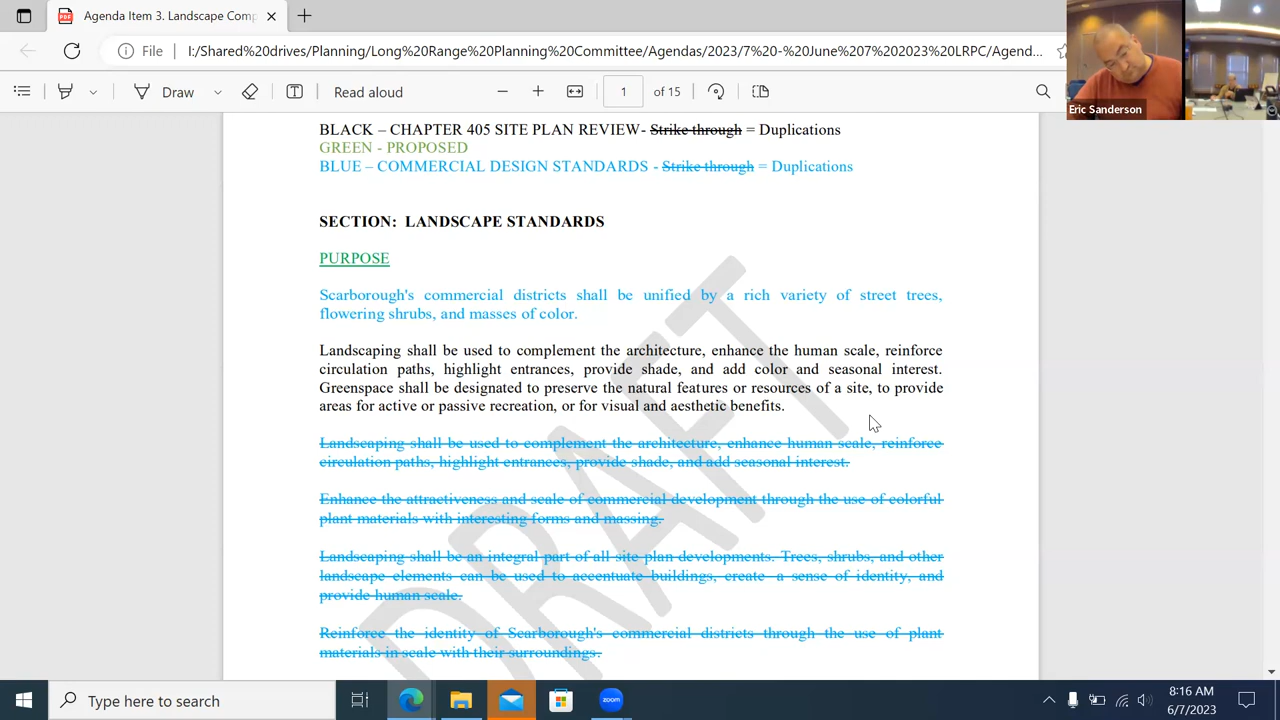 Agenda Item 3. Landscape Comp
File
I:/Shared%20drives/Planning/Long%20Range%20Planning%20Committee/Agendas/2023/7%20-%20June%207%202023%20LRPC/Agend...
Draw
Read aloud
1 of 15
Eric Sanderson
BLACK – CHAPTER 405 SITE PLAN REVIEW- Strike through = Duplications
GREEN - PROPOSED
BLUE – COMMERCIAL DESIGN STANDARDS - Strike through = Duplications
SECTION: LANDSCAPE STANDARDS
PURPOSE
Scarborough's commercial districts shall be unified by a rich variety of street trees,
flowering shrubs, and masses of color.
Landscaping shall be used to complement the architecture, enhance the human scale, reinforce
circulation paths, highlight entrances, provide shade, and add color and seasonal interest.
Greenspace shall be designated to preserve the natural features or resources of a site, to provide
areas for active or passive recreation, or for visual and aesthetic benefits.
Landscaping shall be used to complement the architecture, enhance human scale, reinforce
circulation paths, highlight entrances, provide shade, and add seasonal interest.
Enhance the attractiveness and scale of commercial development through the use of colorful
plant materials with interesting forms and massing.
Landscaping shall be an integral part of all site plan developments. Trees, shrubs, and other
landscape elements can be used to accentuate buildings, create a sense of identity, and
provide human scale.
Reinforce the identity of Scarborough's commercial districts through the use of plant
materials in scale with their surroundings.
DRAFT
Type here to search
zoom
8:16 AM
6/7/2023